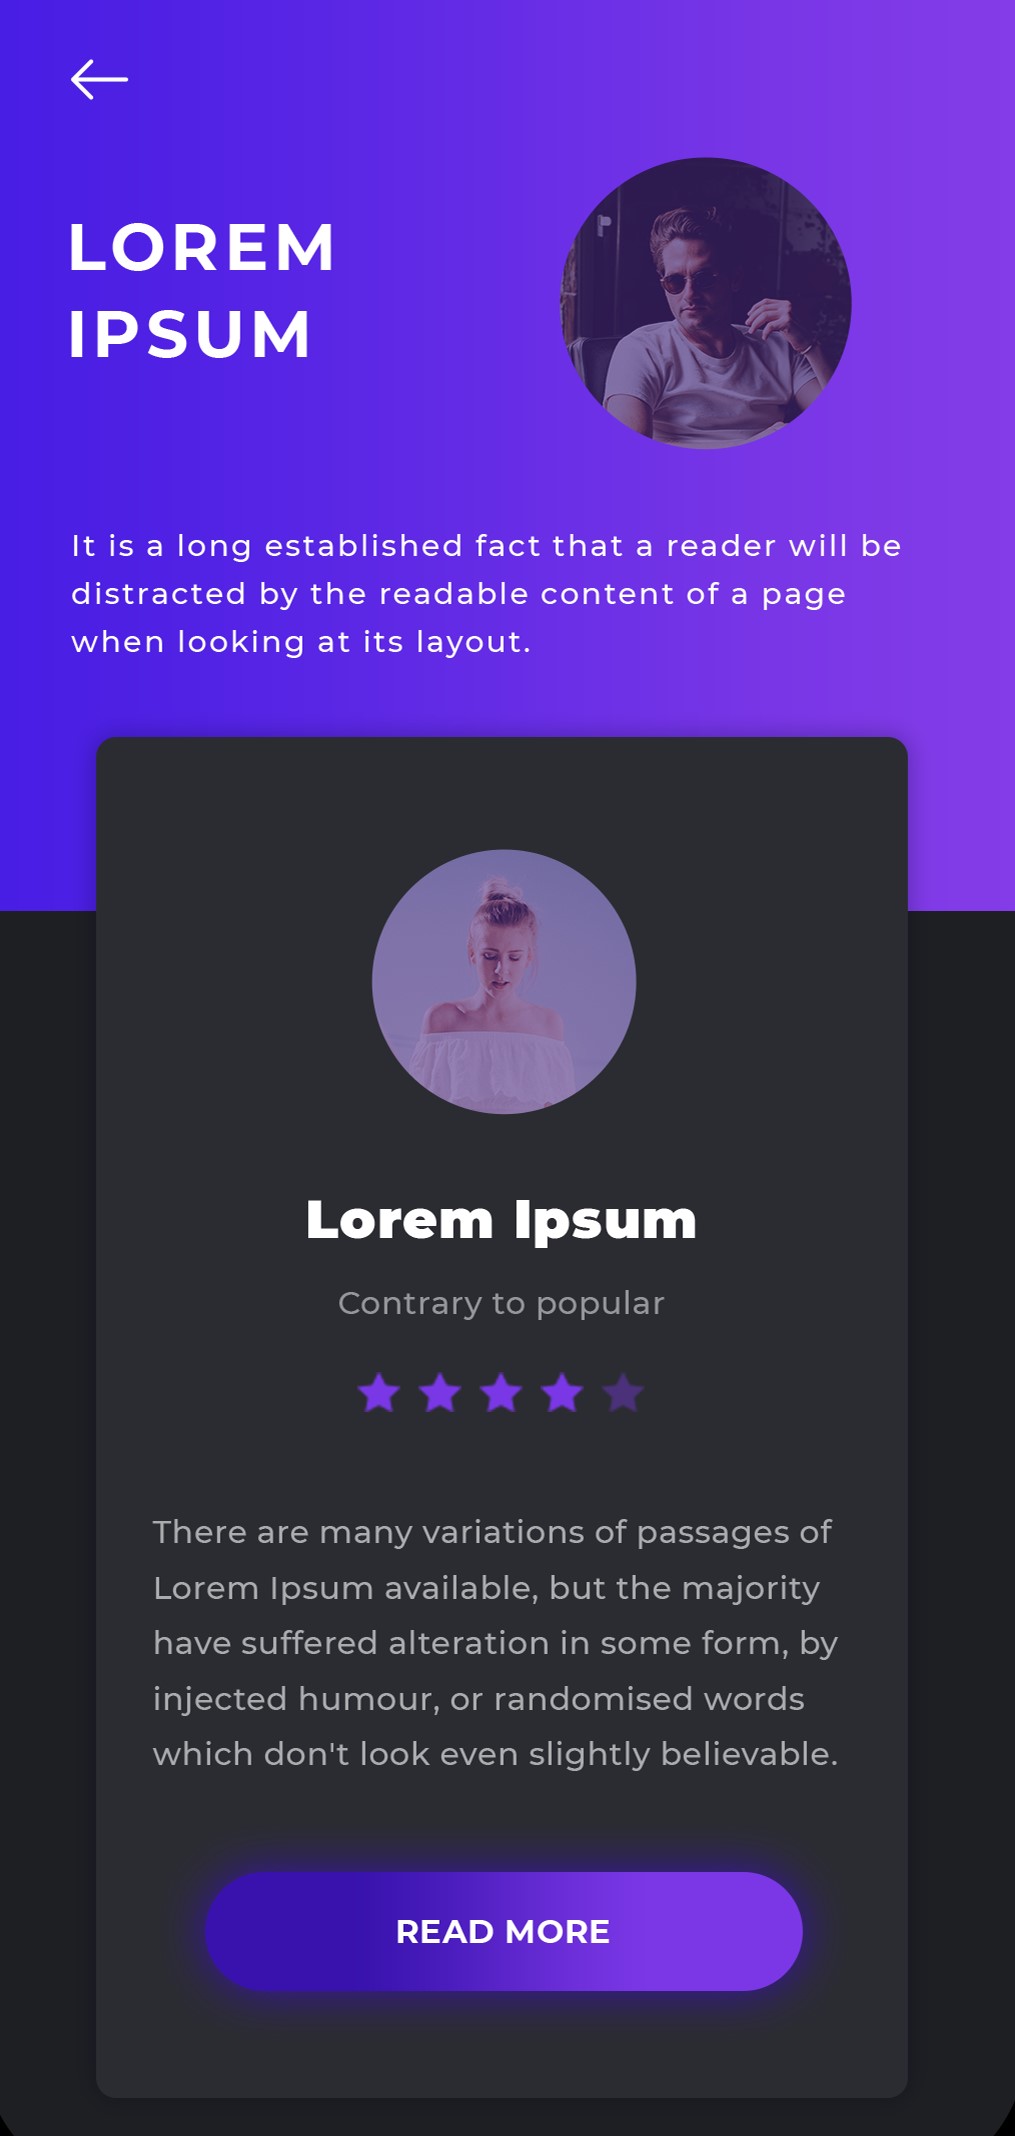 LOREM
IPSUM
It is a long established fact that a reader will be
distracted by the readable content of a page
when looking at its layout.
Lorem Ipsum
Contrary to popular
There are many variations of passages of
Lorem Ipsum available, but the majority
have suffered alteration in some form, by
injected humour, or randomised words
which don't look even slightly believable.
READ MORE